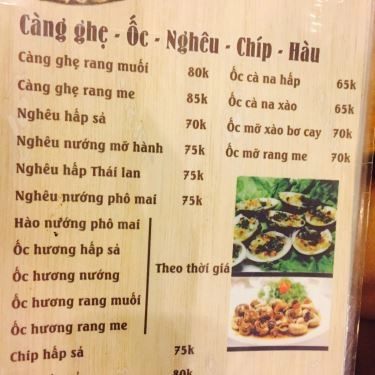 Càng ghẹ - Ốc - Nghêu - Chíp - Hàu
Càng ghẹ rang muối 80k
Càng ghẹ rang me 85k
Nghêu hấp sả 70k
Nghêu nướng mỡ hành 75k
Nghêu hấp Thái lan 75k
Nghêu nướng phô mai 75k
Hào nướng phô mai
Ốc hương hấp sả
Ốc hương nướng
Ốc hương rang muối
Ốc hương rang me
Theo thời giá
Chíp hấp sả 75k
80k
Ốc cà na hấp 65k
Ốc cà na xào 65k
Ốc mỡ xào bơ cay 70k
Ốc mỡ rang me 70k